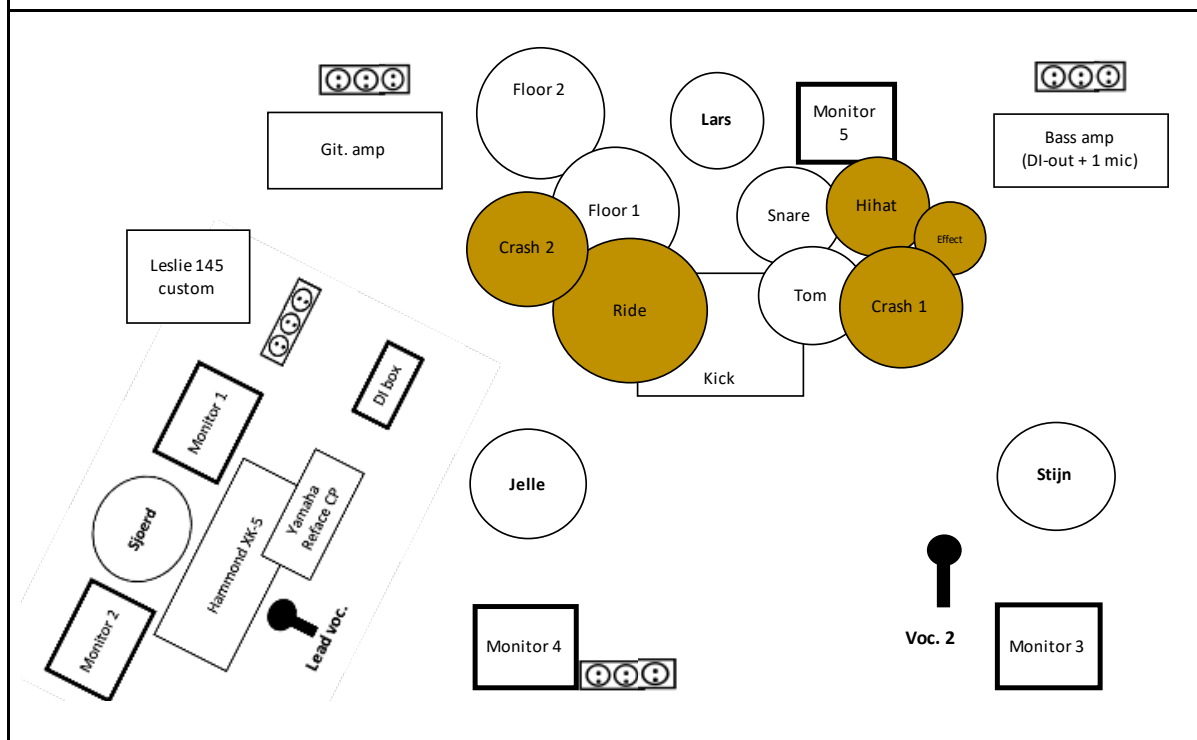 Floor 2
Lars
Monitor
5
Git. amp
Bass amp
(DI-out + 1 mic)
Floor 1
Snare
Hihat
Effect
Crash 2
Leslie 145
custom
Ride
Tom
Crash 1
Kick
DI box
Monitor 1
Jelle
Stijn
Yamaha
Reface CP
Sjoerd
Hammond XK-5
Monitor 2
Lead voc.
Monitor 4
Voc. 2
Monitor 3